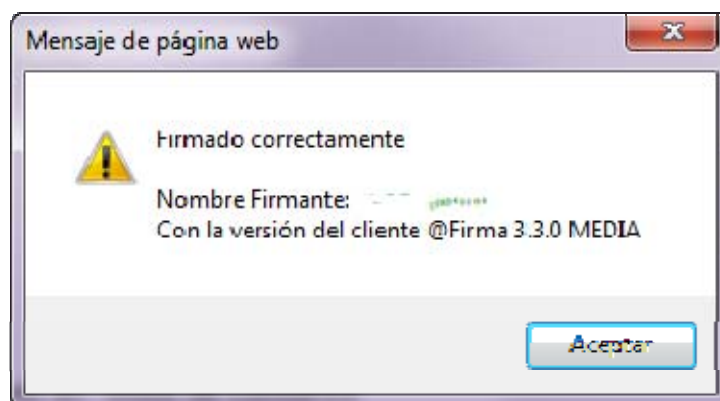 Mensaje de página web
Firmado correctamente
Nombre Firmante:
Con la versión del cliente @Firma 3.3.0 MEDIA
Aceptar